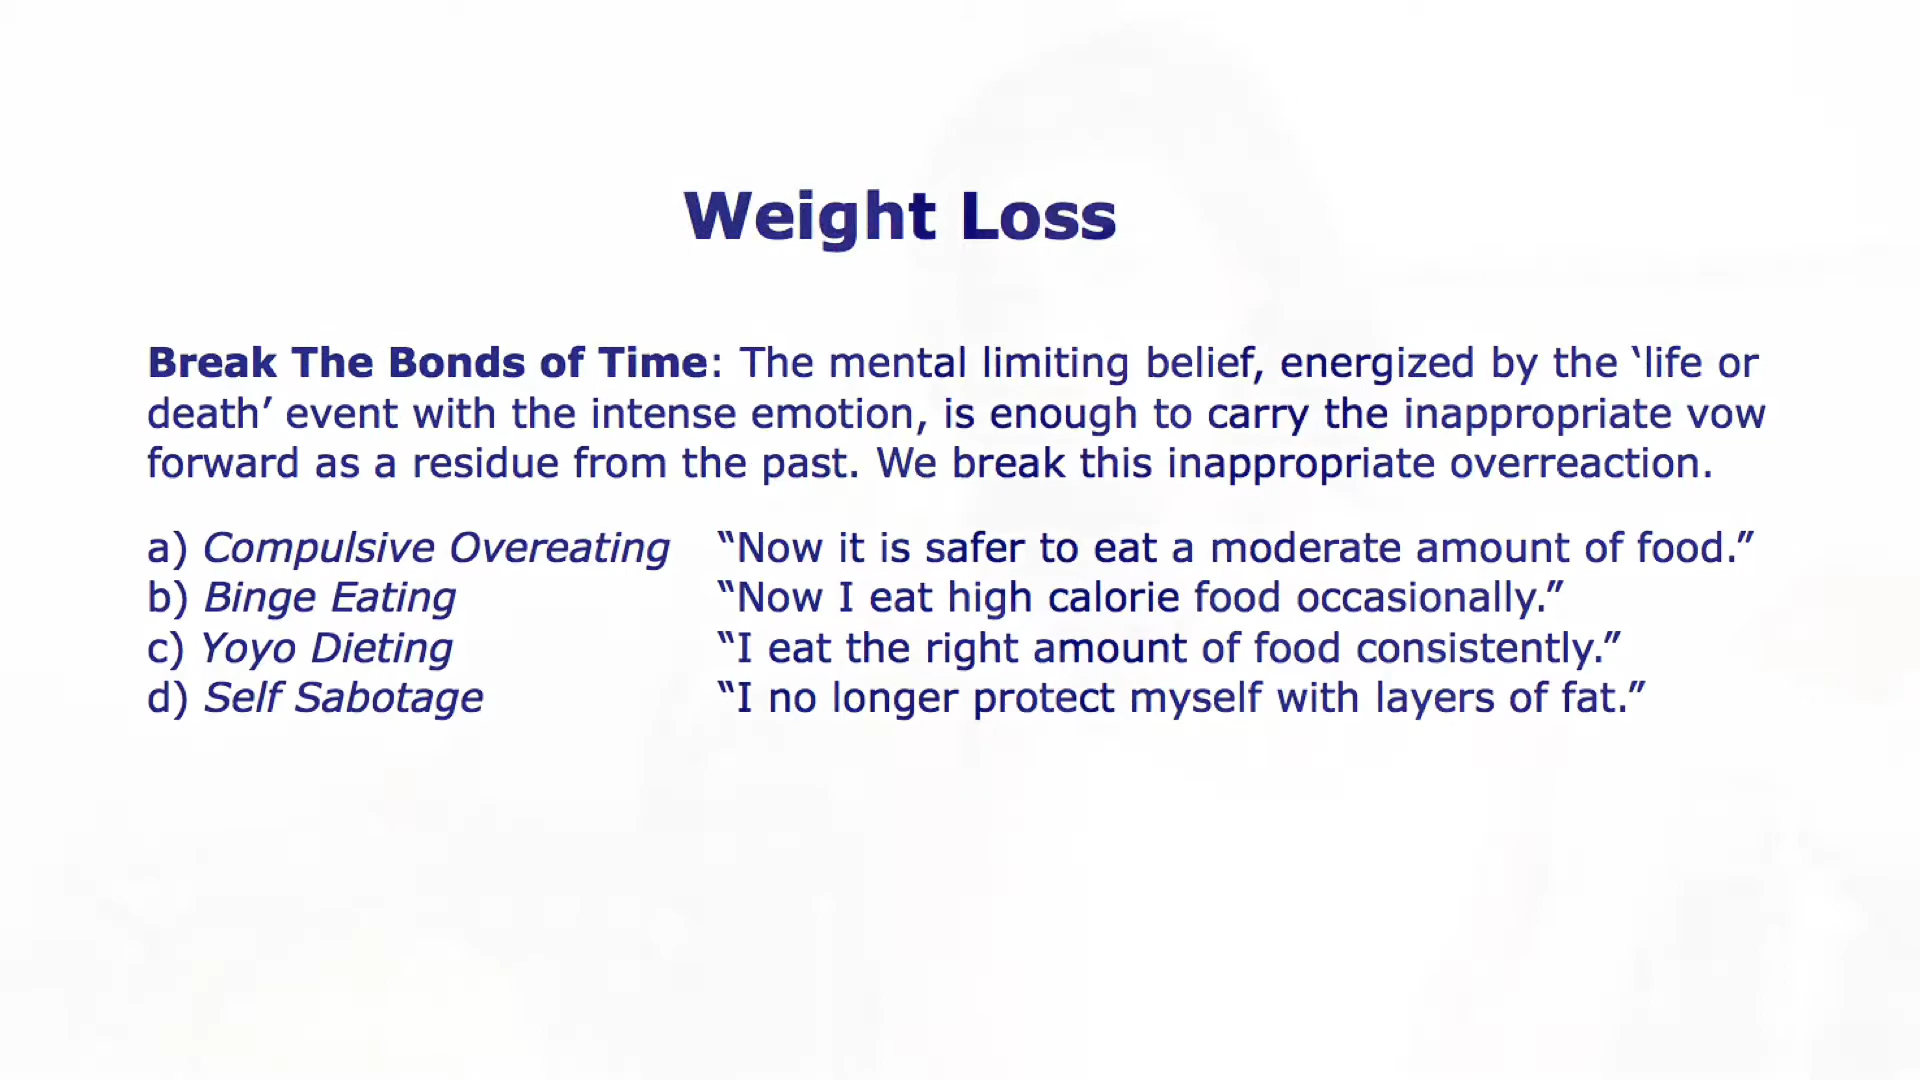 Weight Loss
Break The Bonds of Time: The mental limiting belief, energized by the ‘life or
death’ event with the intense emotion, is enough to carry the inappropriate vow
forward as a residue from the past. We break this inappropriate overreaction.
a) Compulsive Overeating “Now it is safer to eat a moderate amount of food.”
b) Binge Eating “Now I eat high calorie food occasionally.”
c) Yoyo Dieting “I eat the right amount of food consistently.”
d) Self Sabotage “I no longer protect myself with layers of fat.”